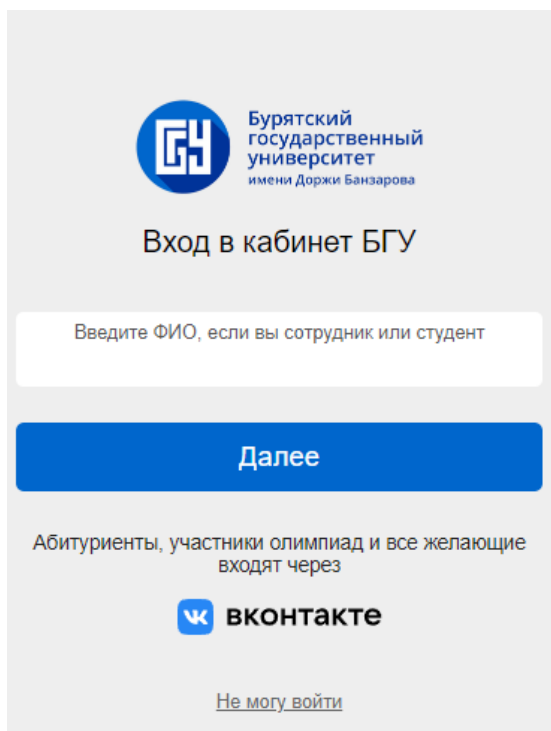 БГУ
Бурятский
государственный
университет
имени Доржи Банзарова
Вход в кабинет БГУ
Введите ФИО, если вы сотрудник или студент
Далее
Абитуриенты, участники олимпиад и все желающие
входят через
вконтакте
Не могу войти